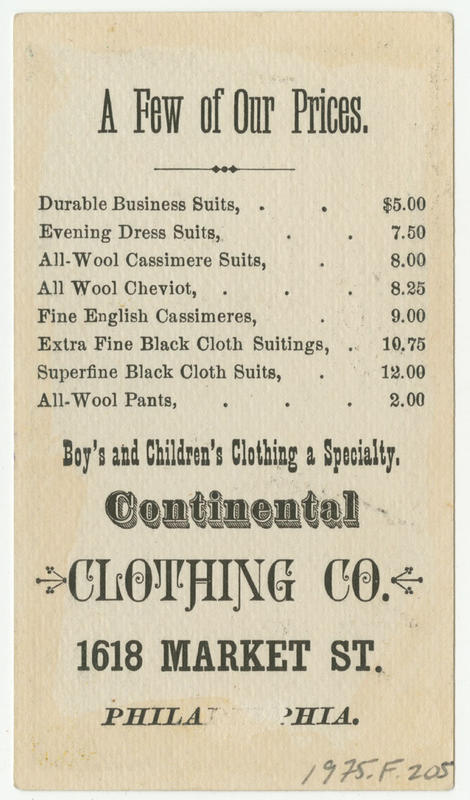 A Few of Our Prices.
Durable Business Suits, . . $5.00
Evening Dress Suits, . . 7.50
All-Wool Cassimere Suits, . 8.00
All Wool Cheviot, . . . 8.25
Fine English Cassimeres, . 9.00
Extra Fine Black Cloth Suitings, . 10.75
Superfine Black Cloth Suits, . 12.00
All-Wool Pants, . . . 2.00
Boy's and Children's Clothing a Specialty.
Continental
CLOTHING CO.
1618 MARKET ST.
1975.F.205